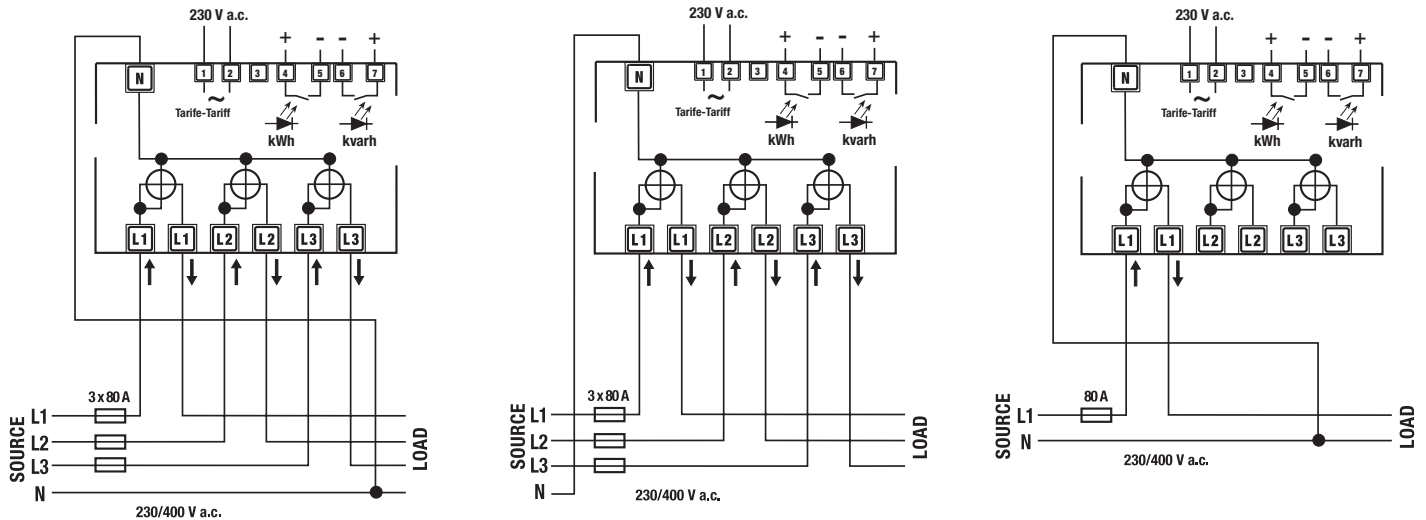 230 V a.c.
+ - - +
N 1 2 3 4 5 6 7
~
Tarife-Tariff
kWh kvarh
L1 L1 L2 L2 L3 L3
3 x 80 A
SOURCE
L1
L2
L3
N
LOAD
230/400 V a.c.
230 V a.c.
+ - - +
N 1 2 3 4 5 6 7
~
Tarife-Tariff
kWh kvarh
L1 L1 L2 L2 L3 L3
3 x 80A
SOURCE
L1
L2
L3
N
LOAD
230/400 V a.c.
230 V a.c.
+ - - +
N 1 2 3 4 5 6 7
~
Tarife-Tariff
kWh kvarh
L1 L1 L2 L2 L3 L3
80 A
SOURCE
L1
N
LOAD
230/400 V a.c.